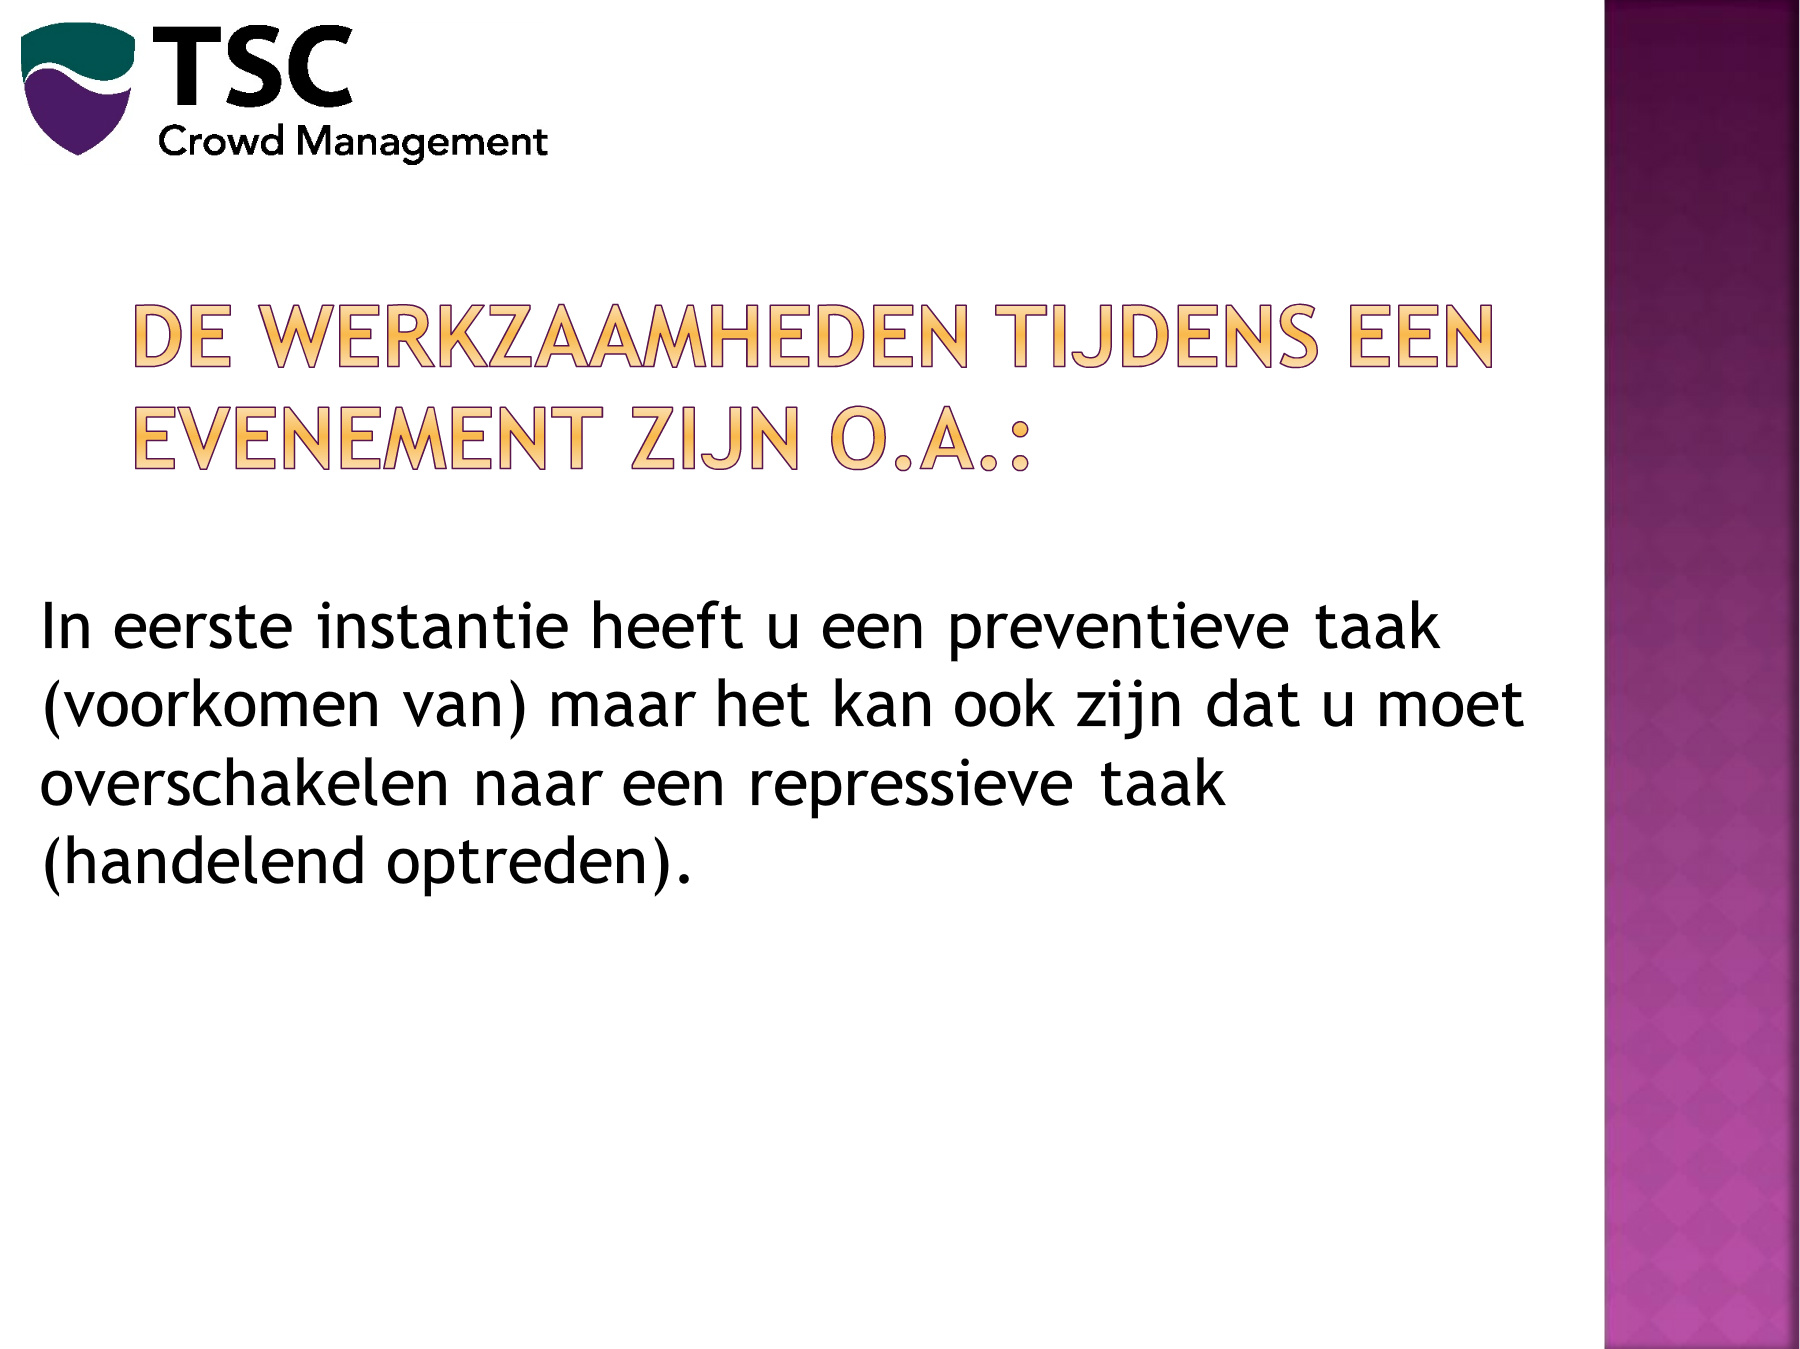 TSC
Crowd Management
DE WERKZAAMHEDEN TIJDENS EEN
EVENEMENT ZIJN O.A.:
In eerste instantie heeft u een preventieve taak
(voorkomen van) maar het kan ook zijn dat u moet
overschakelen naar een repressieve taak
(handelend optreden).